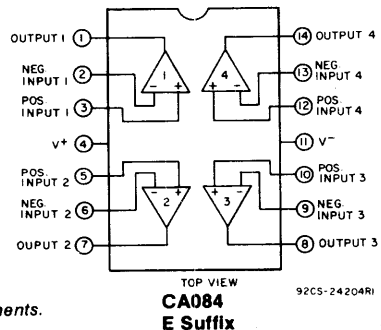 OUTPUT 1 1
14 OUTPUT 4
NEG.
INPUT 1 2
13 NEG.
INPUT 4
1
4
- +
+ -
POS.
INPUT 1 3
12 POS.
INPUT 4
V+ 4
11 V-
POS.
INPUT 2 5
10 POS.
INPUT 3
- +
+ -
2
3
NEG.
INPUT 2 6
9 NEG.
INPUT 3
OUPUT 2 7
8 OUTPUT 3
TOP VIEW
92CS-24204R1
ments.
CA084
E Suffix